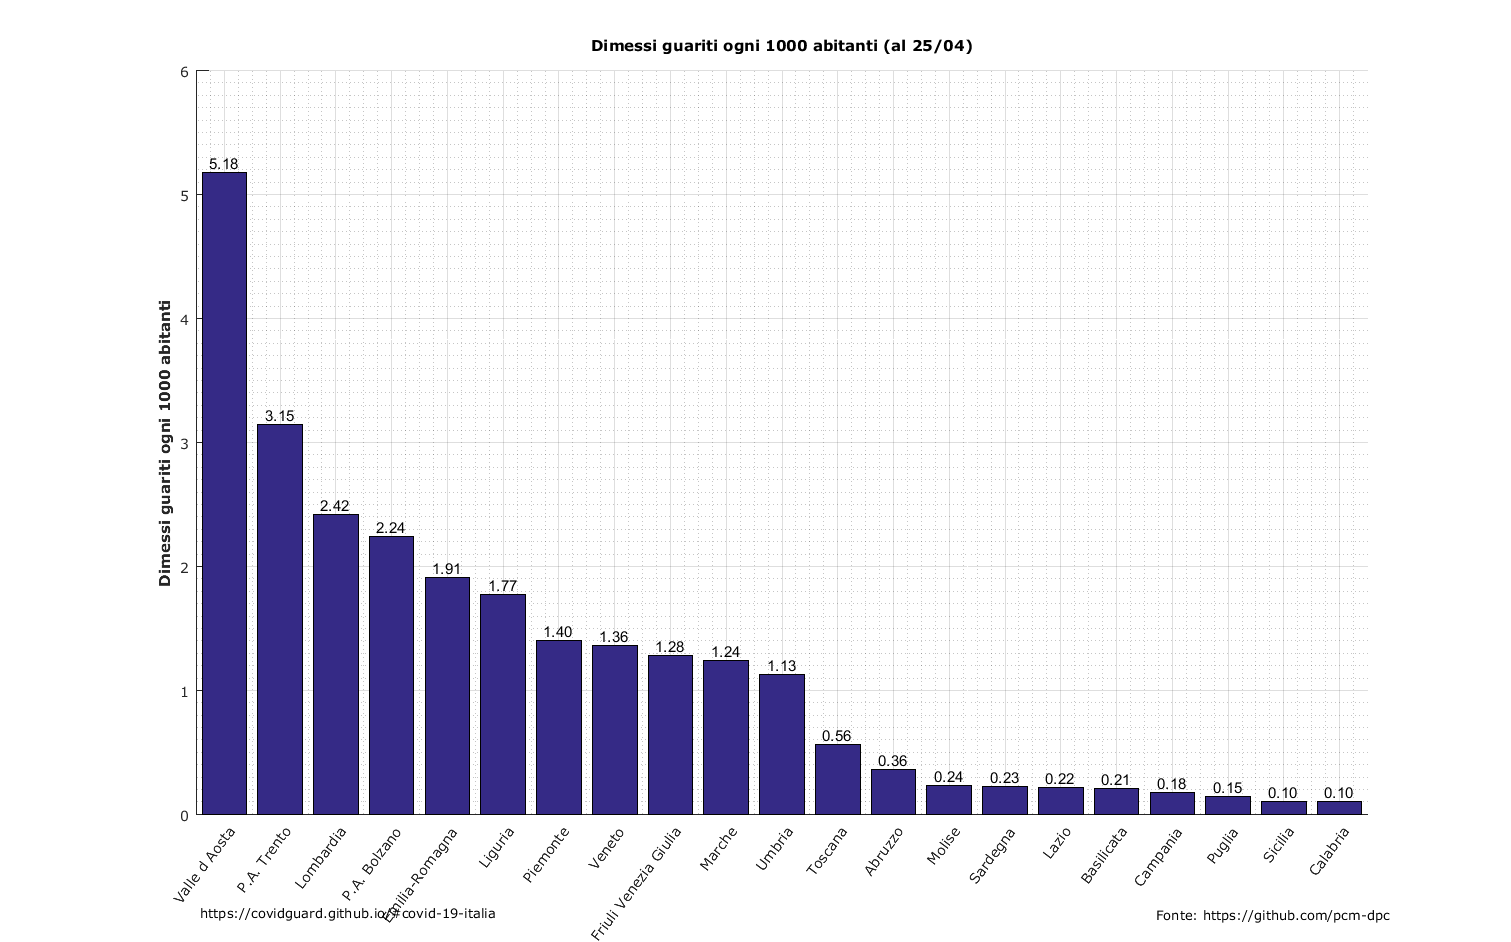 Dimessi guariti ogni 1000 abitanti (al 25/04)
Dimessi guariti ogni 1000 abitanti
6
5
4
3
2
1
0
5.18
3.15
2.42
2.24
1.91
1.77
1.40
1.36
1.28
1.24
1.13
0.56
0.36
0.24
0.23
0.22
0.21
0.18
0.15
0.10
0.10
Valle d Aosta
P.A. Trento
Lombardia
P.A. Bolzano
Emilia-Romagna
Liguria
Piemonte
Veneto
Friuli Venezia Giulia
Marche
Umbria
Toscana
Abruzzo
Molise
Sardegna
Lazio
Basilicata
Campania
Puglia
Sicilia
Calabria
https://covidguard.github.io/#covid-19-italia
Fonte: https://github.com/pcm-dpc